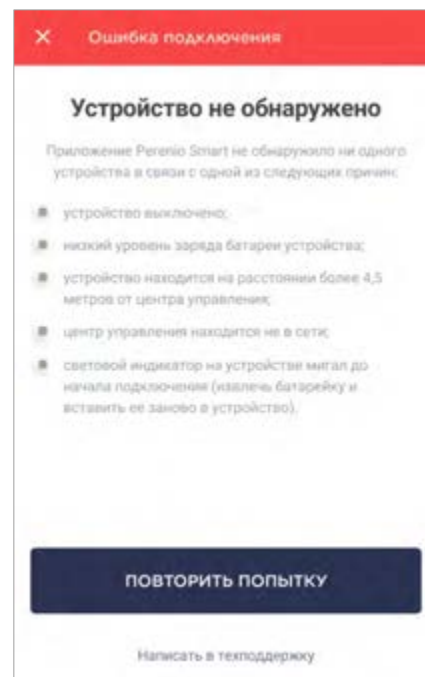 Ошибка подключения
Устройство не обнаружено
Приложение Perenio Smart не обнаружило ни одного
устройства в связи с одной из следующих причин:
устройство выключено;
низкий уровень заряда батареи устройства;
устройство находится на расстоянии более 4,5
метров от центра управления;
центр управления находится не в сети;
световой индикатор на устройстве мигал до
начала подключения (извлечь батарейку и
вставить ее заново в устройство).
ПОВТОРИТЬ ПОПЫТКУ
Написать в техподдержку